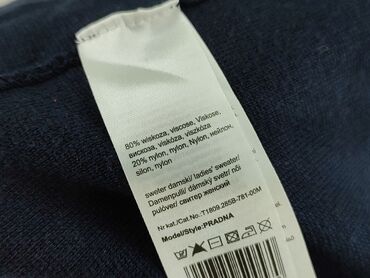 80% wiskoza, viscose, Viskose,
вискоза, viskóza, viszkóza
20% nylon, nylon, Nylon, нейлон,
silon, nylon
sweter damski/ ladies' sweater/
Damenpulli/ dámský svetr/ női
pulóver/ свитер женский
Nr kat./Cat No.:T1809.285B-781-00M
Model/Style:PRADNA